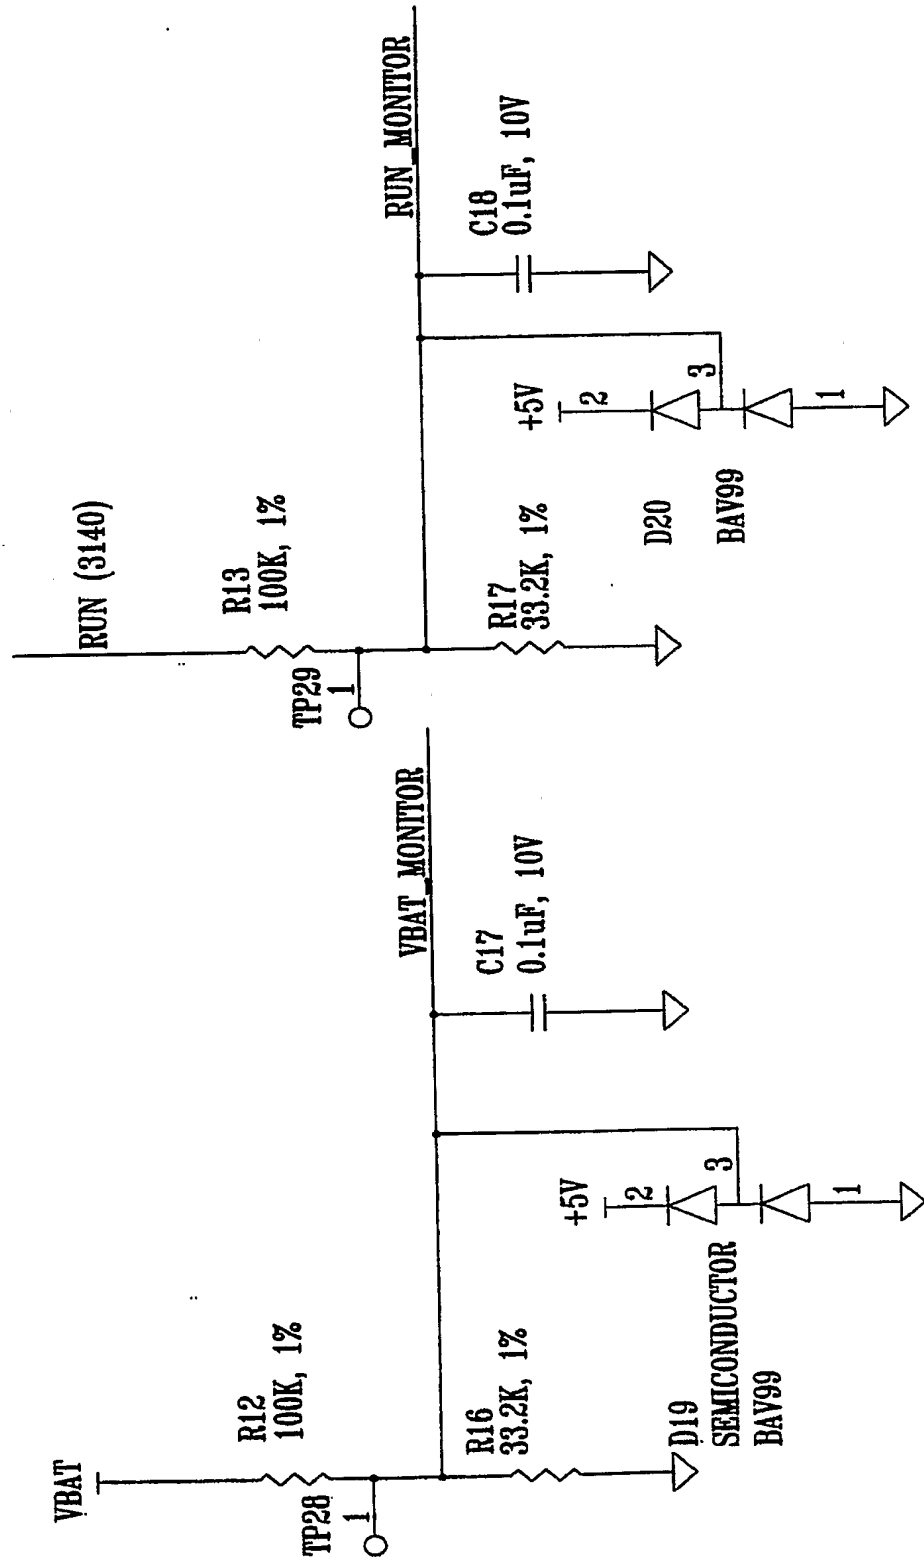 VBAT
R12
100K, 1%
TP28
1
R16
33.2K, 1%
D19
SEMICONDUCTOR
BAV99
+5V
2
3
1
VBAT_MONITOR
C17
0.1uF, 10V
RUN (3140)
R13
100K, 1%
TP29
1
R17
33.2K, 1%
D20
BAV99
+5V
2
3
1
RUN_MONITOR
C18
0.1uF, 10V